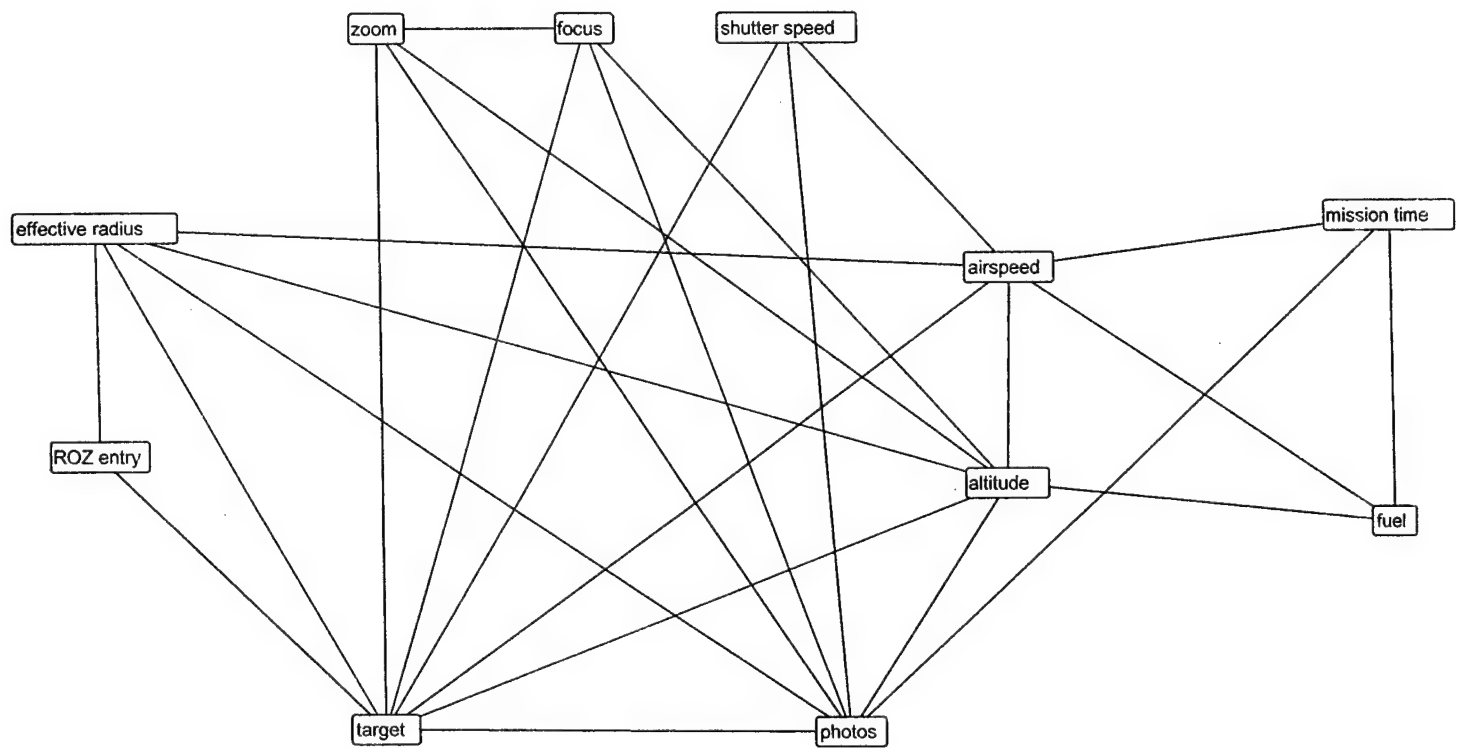 zoom
focus
shutter speed
effective radius
mission time
airspeed
ROZ entry
altitude
fuel
target
photos